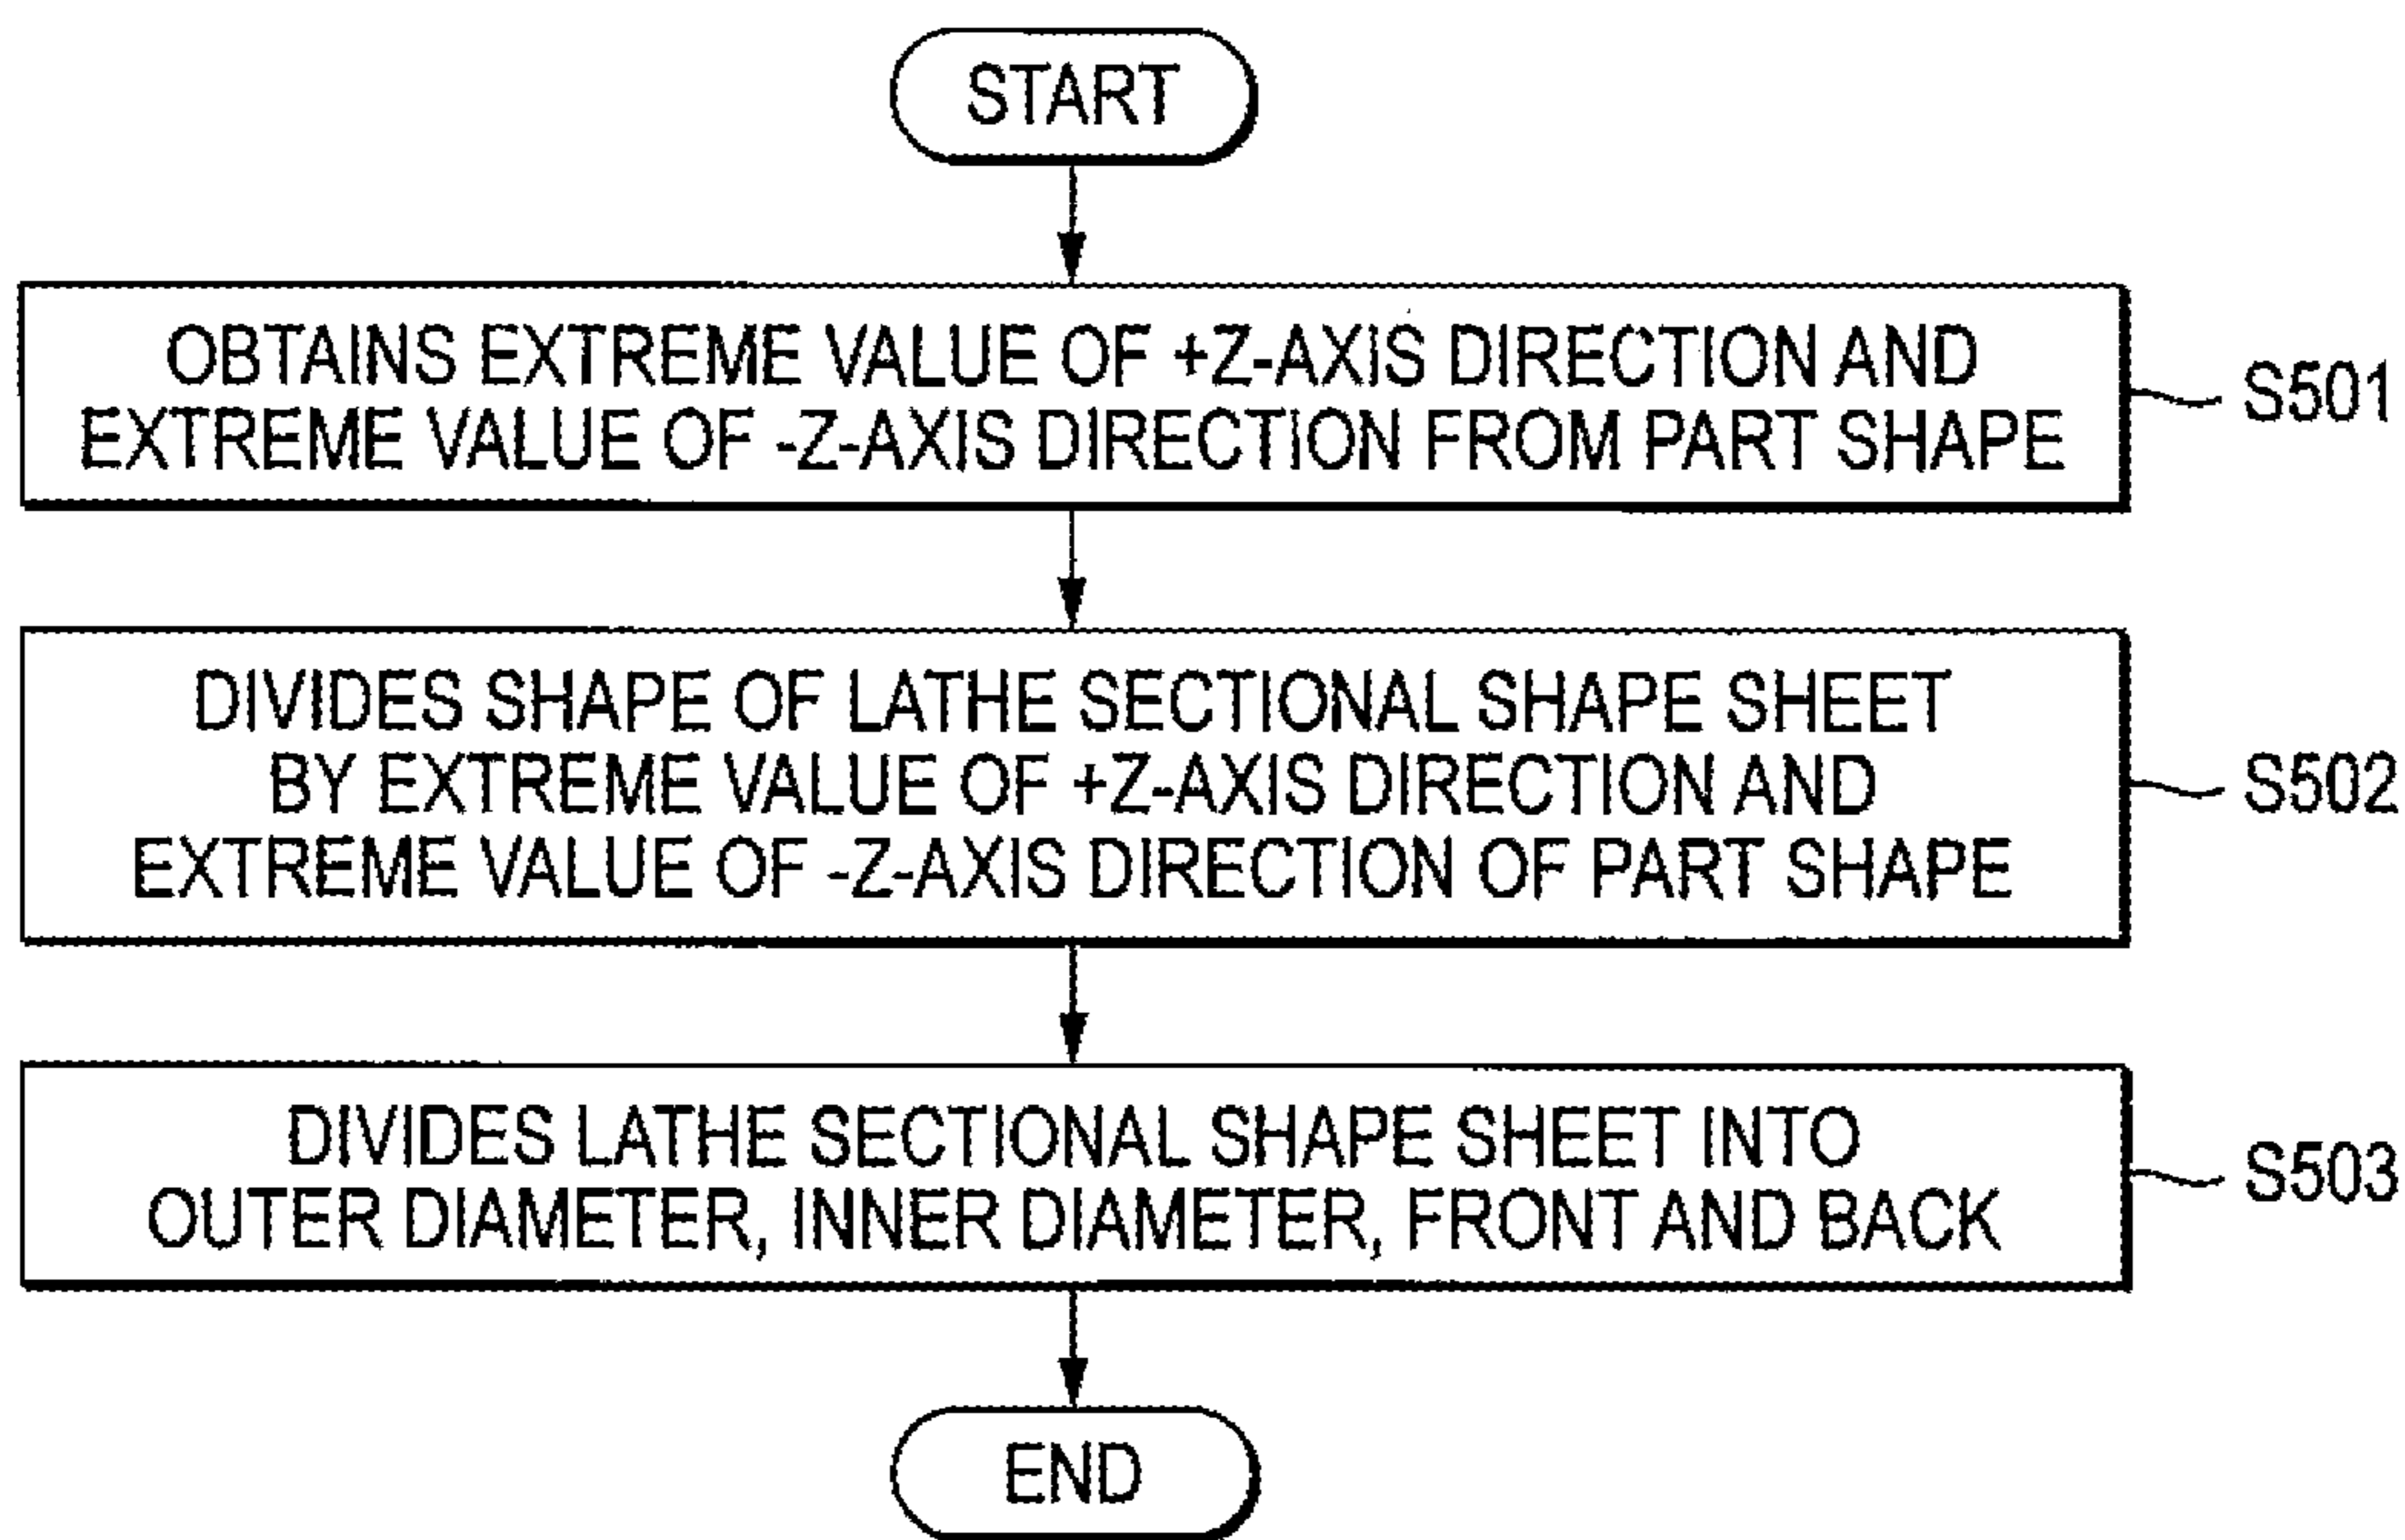 START
OBTAINS EXTREME VALUE OF +Z-AXIS DIRECTION AND
EXTREME VALUE OF -Z-AXIS DIRECTION FROM PART SHAPE
S501
DIVIDES SHAPE OF LATHE SECTIONAL SHAPE SHEET
BY EXTREME VALUE OF +Z-AXIS DIRECTION AND
EXTREME VALUE OF -Z-AXIS DIRECTION OF PART SHAPE
S502
DIVIDES LATHE SECTIONAL SHAPE SHEET INTO
OUTER DIAMETER, INNER DIAMETER, FRONT AND BACK
S503
END